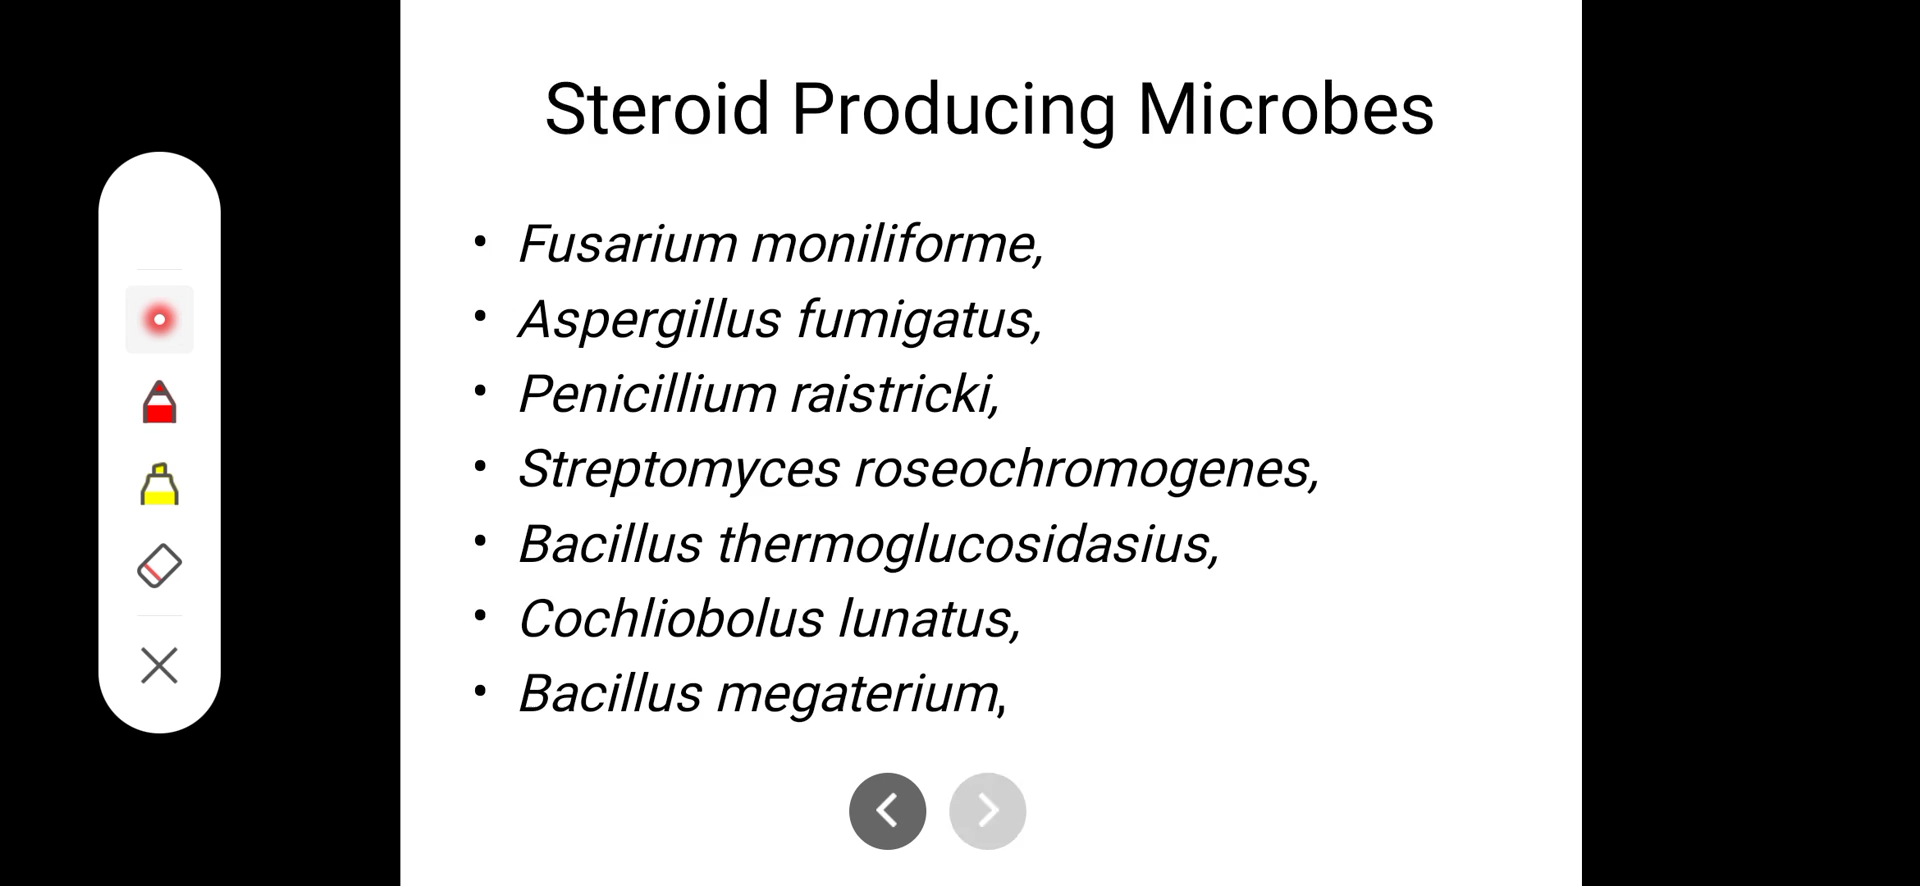 Steroid Producing Microbes
• Fusarium moniliforme,
• Aspergillus fumigatus,
• Penicillium raistricki,
• Streptomyces roseochromogenes,
• Bacillus thermoglucosidasius,
• Cochliobolus lunatus,
• Bacillus megaterium,